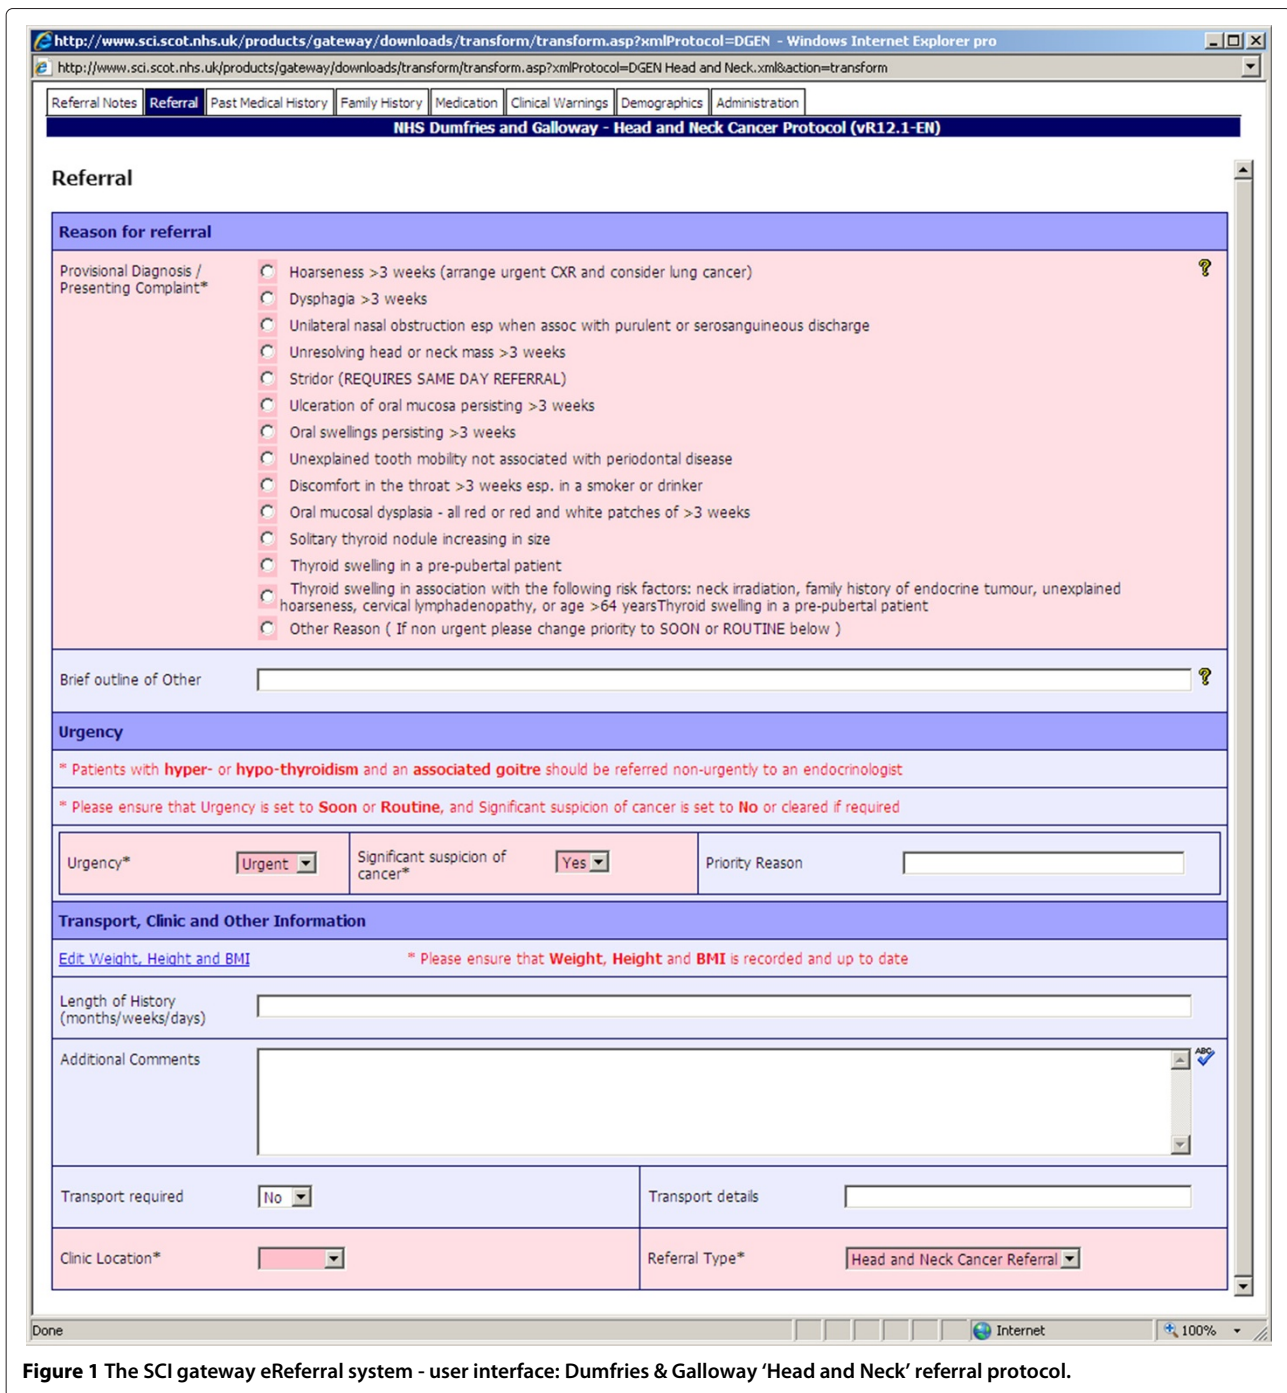 http://www.sci.scot.nhs.uk/products/gateway/downloads/transform/transform.asp?xmlProtocol=DGEN - Windows Internet Explorer pro
http://www.sci.scot.nhs.uk/products/gateway/downloads/transform/transform.asp?xmlProtocol=DGEN Head and Neck.xml&action=transform
Referral Notes Referral Past Medical History Family History Medication Clinical Warnings Demographics Administration
NHS Dumfries and Galloway - Head and Neck Cancer Protocol (vR12.1-EN)
Referral
Reason for referral
Provisional Diagnosis /
Presenting Complaint*
Hoarseness >3 weeks (arrange urgent CXR and consider lung cancer)
?
Dysphagia >3 weeks
Unilateral nasal obstruction esp when assoc with purulent or serosanguineous discharge
Unresolving head or neck mass >3 weeks
Stridor (REQUIRES SAME DAY REFERRAL)
Ulceration of oral mucosa persisting >3 weeks
Oral swellings persisting >3 weeks
Unexplained tooth mobility not associated with periodontal disease
Discomfort in the throat >3 weeks esp. in a smoker or drinker
Oral mucosal dysplasia - all red or red and white patches of >3 weeks
Solitary thyroid nodule increasing in size
Thyroid swelling in a pre-pubertal patient
Thyroid swelling in association with the following risk factors: neck irradiation, family history of endocrine tumour, unexplained
hoarseness, cervical lymphadenopathy, or age >64 yearsThyroid swelling in a pre-pubertal patient
Other Reason ( If non urgent please change priority to SOON or ROUTINE below )
Brief outline of Other
?
Urgency
* Patients with hyper- or hypo-thyroidism and an associated goitre should be referred non-urgently to an endocrinologist
* Please ensure that Urgency is set to Soon or Routine, and Significant suspicion of cancer is set to No or cleared if required
Urgency* Urgent
Significant suspicion of
cancer*
Yes
Priority Reason
Transport, Clinic and Other Information
Edit Weight, Height and BMI * Please ensure that Weight, Height and BMI is recorded and up to date
Length of History
(months/weeks/days)
Additional Comments
ABC
Transport required No Transport details
Clinic Location* Referral Type* Head and Neck Cancer Referral
Done Internet 100%
Figure 1 The SCI gateway eReferral system - user interface: Dumfries & Galloway ‘Head and Neck’ referral protocol.